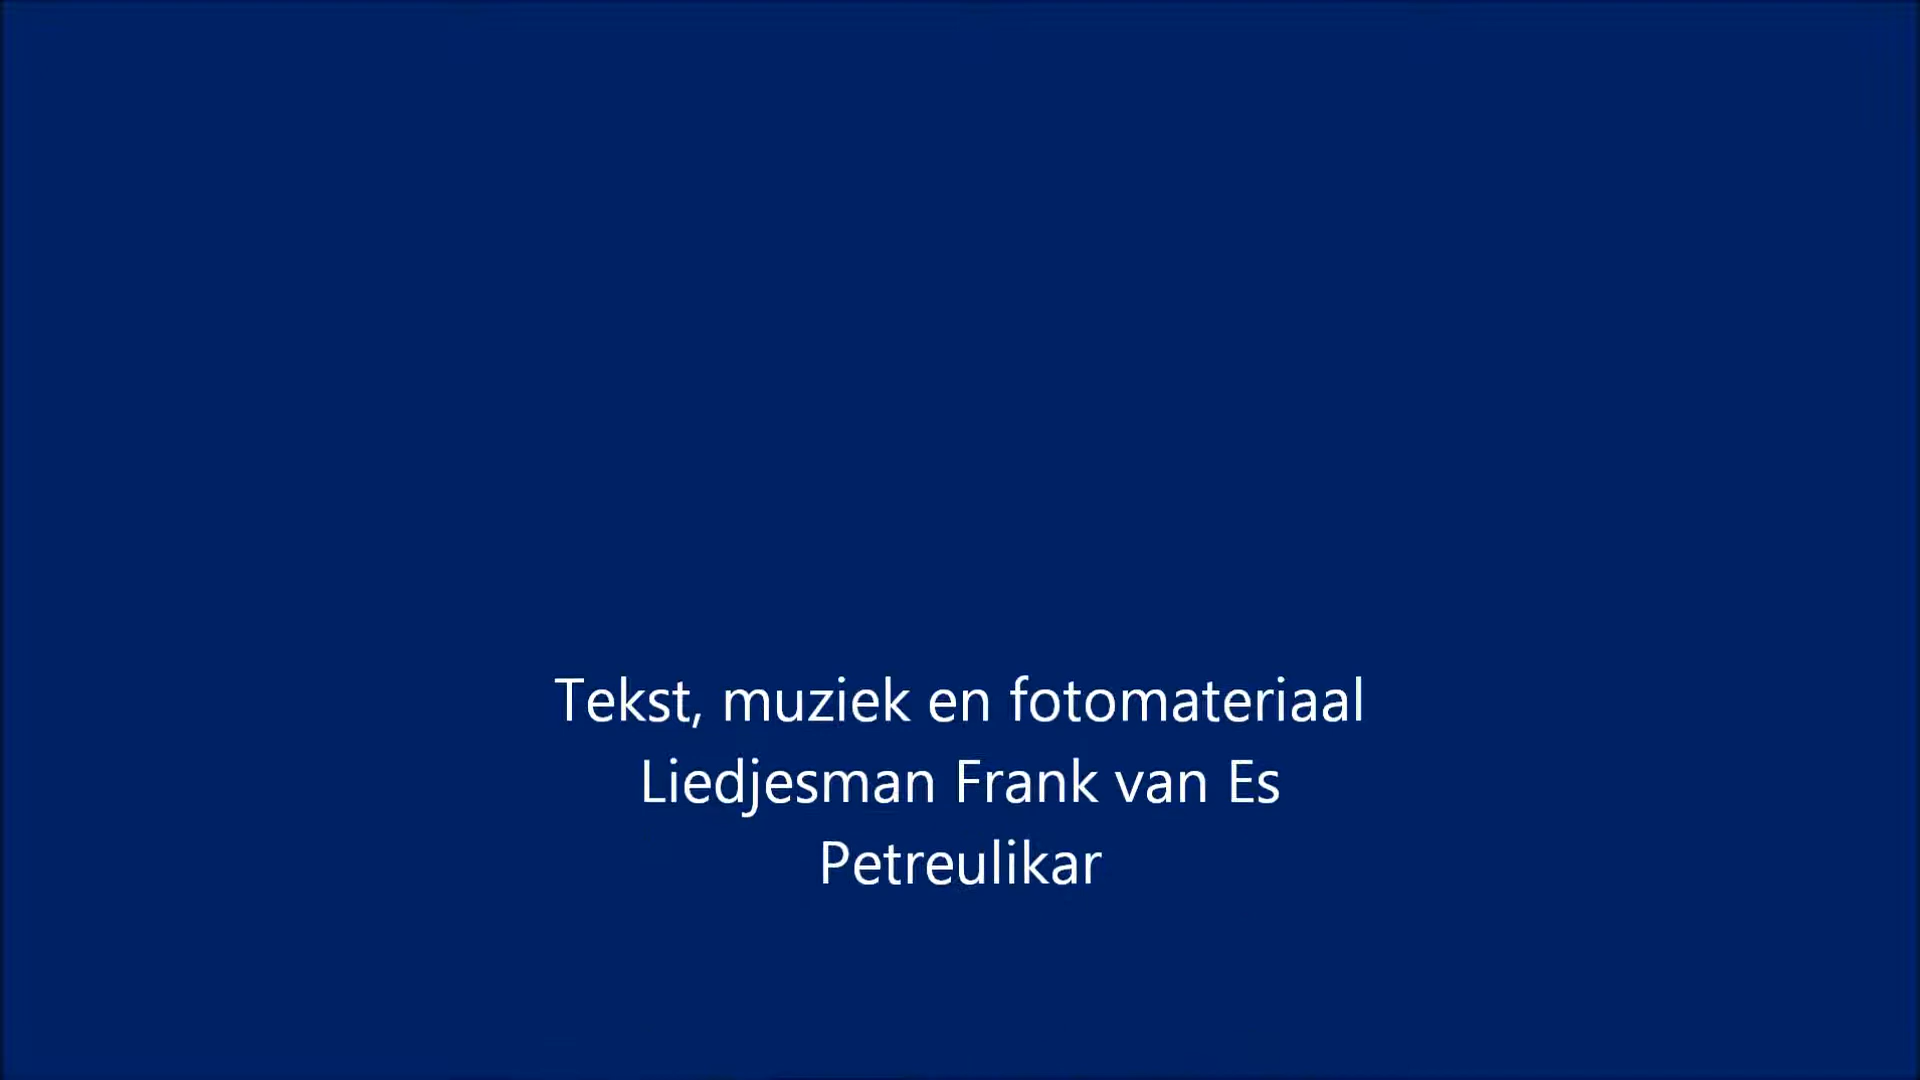 Tekst, muziek en fotomateriaal
Liedjesman Frank van Es
Petreulikar